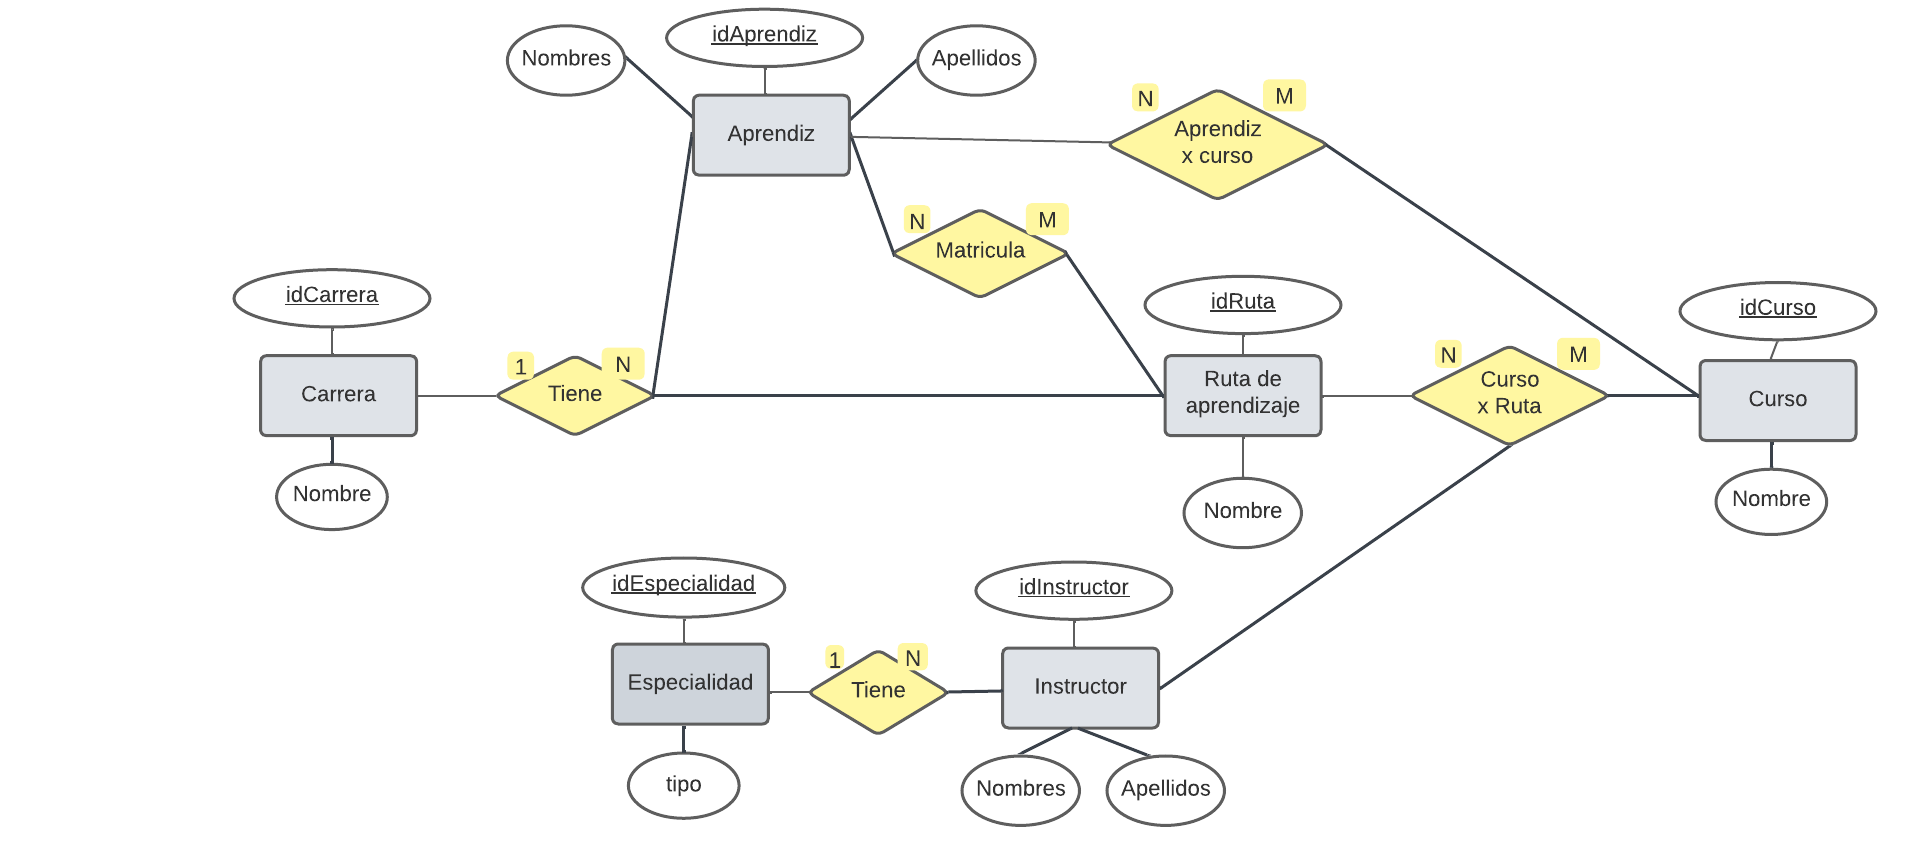 idAprendiz
Nombres
Apellidos
Aprendiz
N
M
Aprendiz
x curso
N
M
Matricula
idCarrera
idRuta
idCurso
1
N
N
M
Carrera
Tiene
Ruta de
aprendizaje
Curso
x Ruta
Curso
Nombre
Nombre
Nombre
idEspecialidad
idInstructor
1
N
Especialidad
Tiene
Instructor
tipo
Nombres
Apellidos